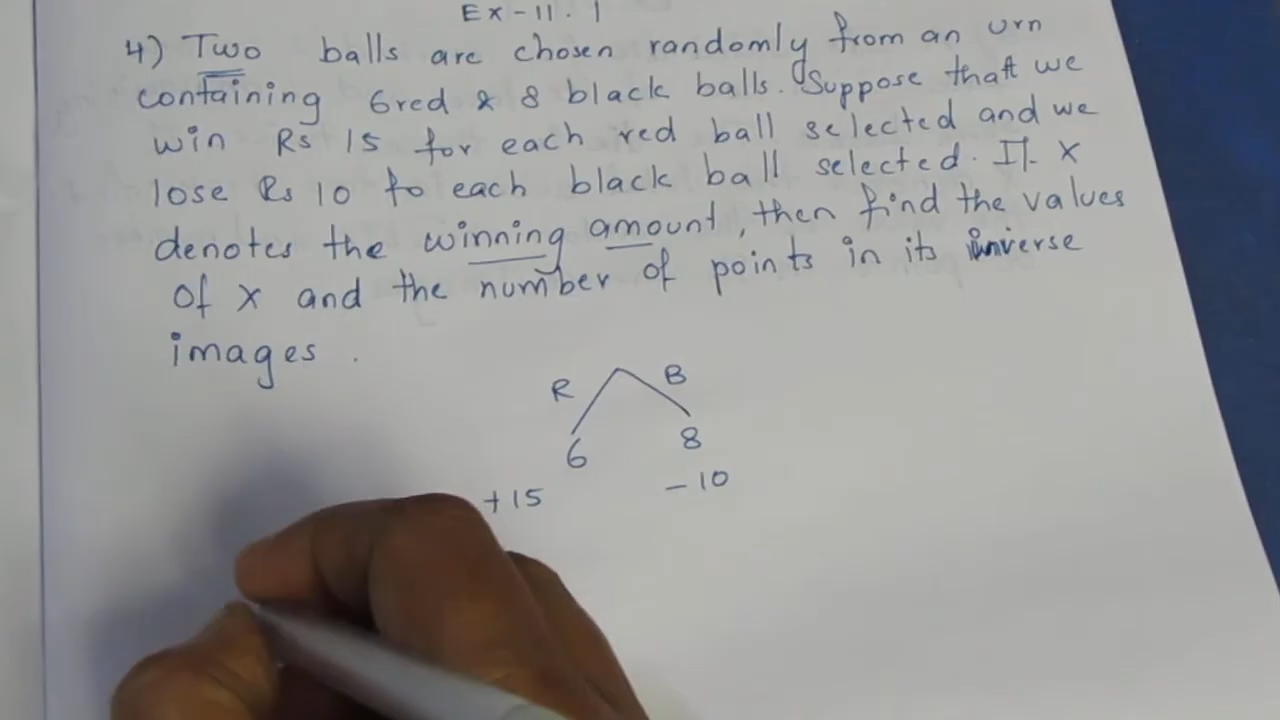 Ex-11.1
4) Two balls are chosen randomly from an urn
containing 6red & 8 black balls. Suppose that we
win Rs 15 for each red ball selected and we
lose Rs 10 fo each black ball selected. If X
denotes the winning amount, then find the values
of x and the number of points in its inverse
images.
R B
6 8
+15 -10